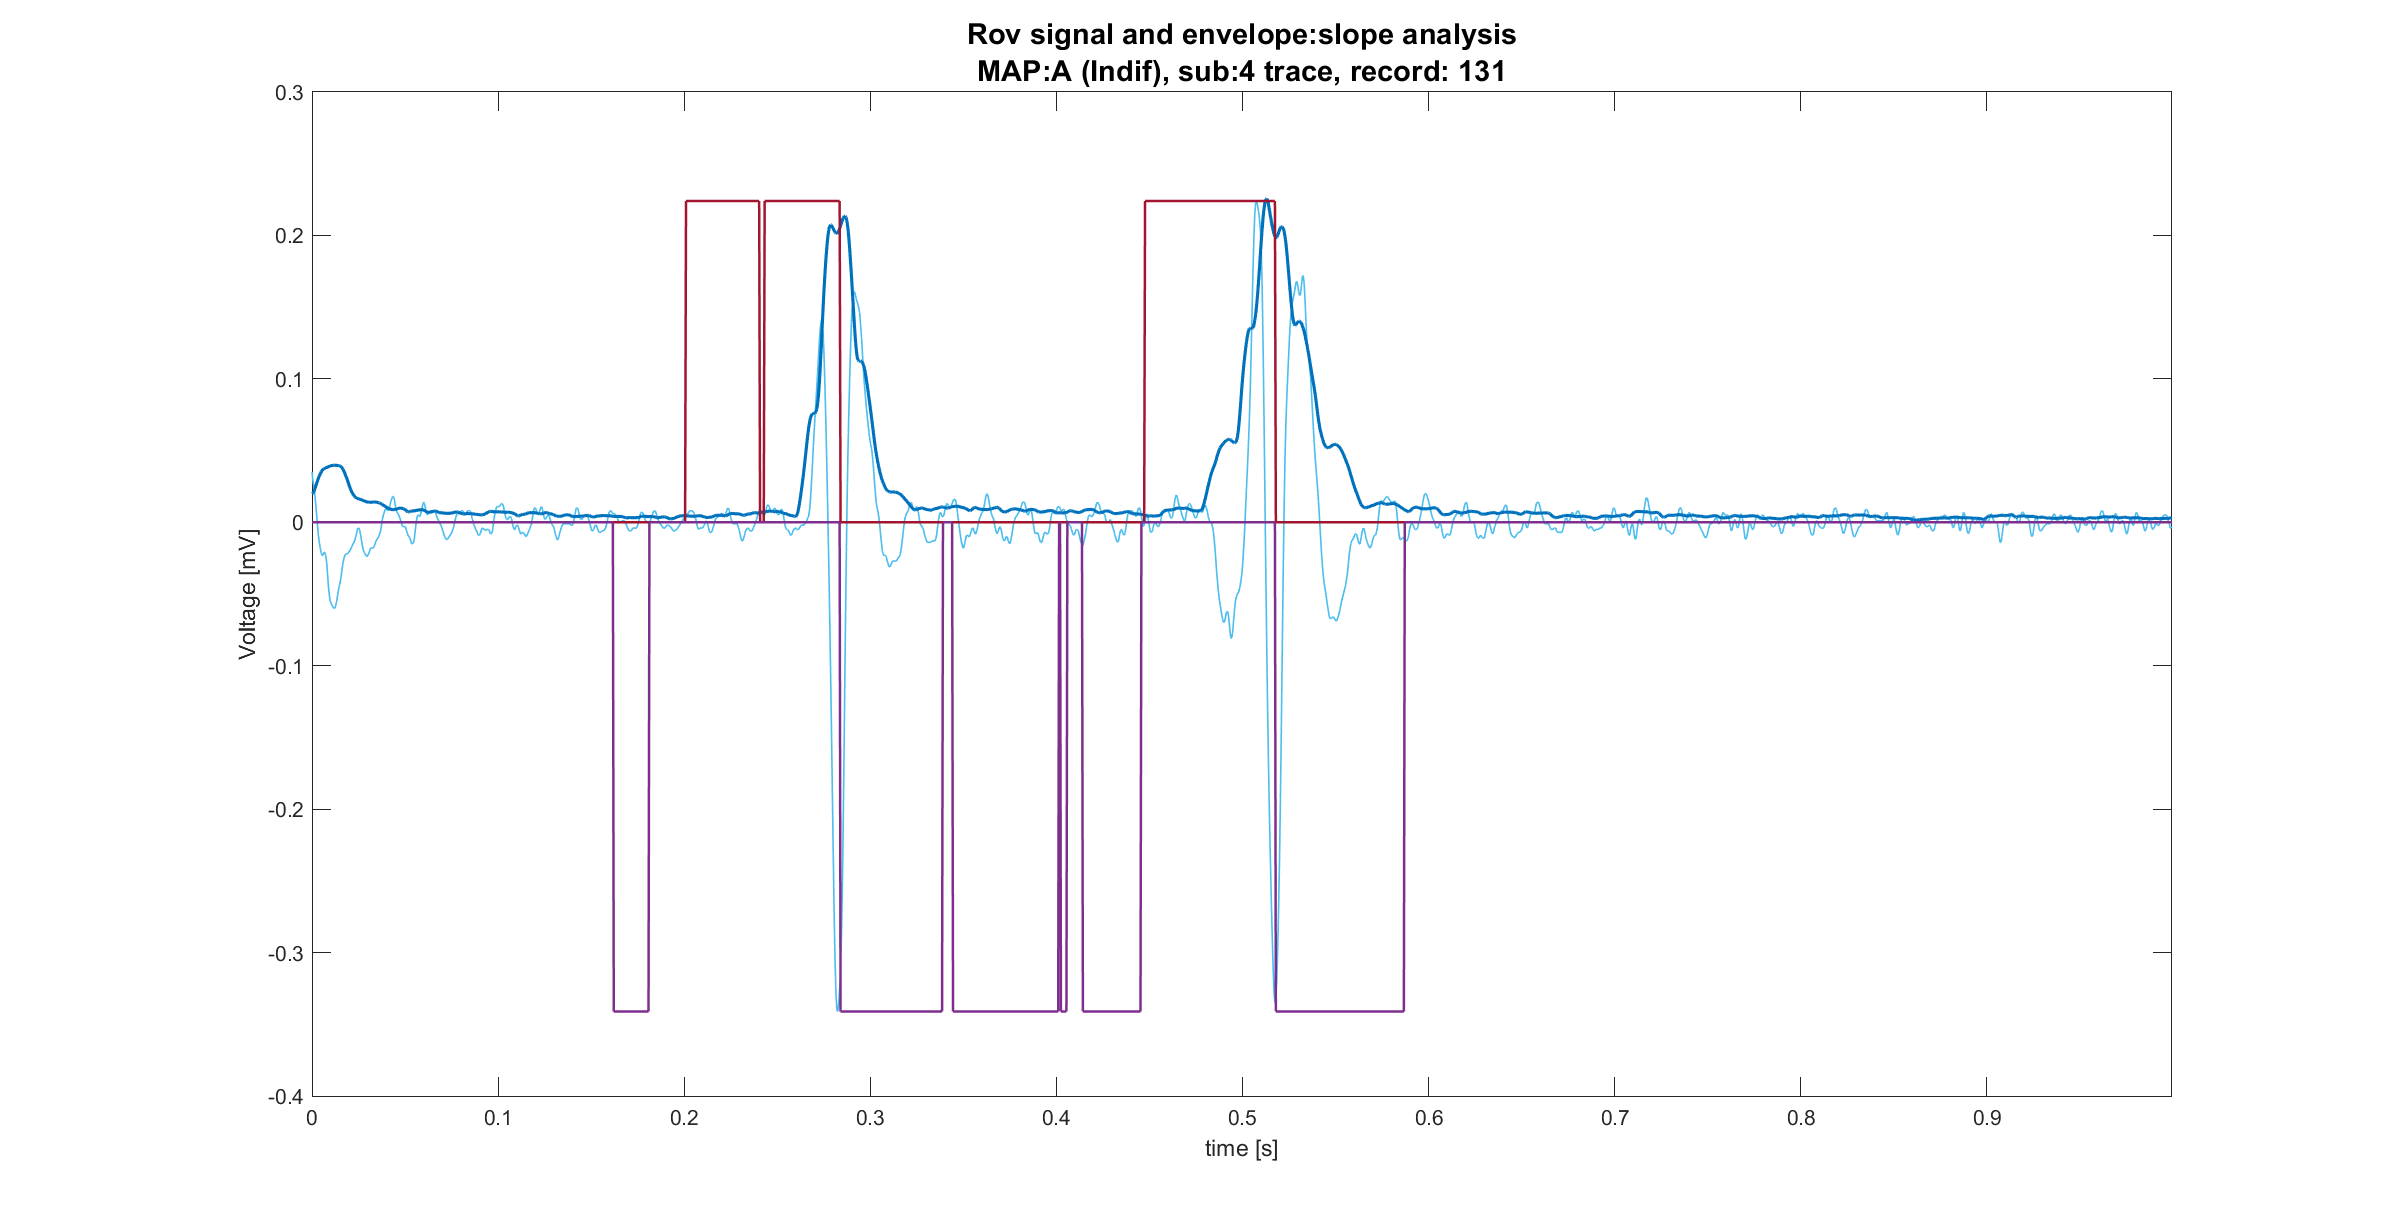 Rov signal and envelope:slope analysis
MAP:A (Indif), sub:4 trace, record: 131
0.3
0.2
0.1
0
-0.1
-0.2
-0.3
-0.4
Voltage [mV]
0 0.1 0.2 0.3 0.4 0.5 0.6 0.7 0.8 0.9
time [s]